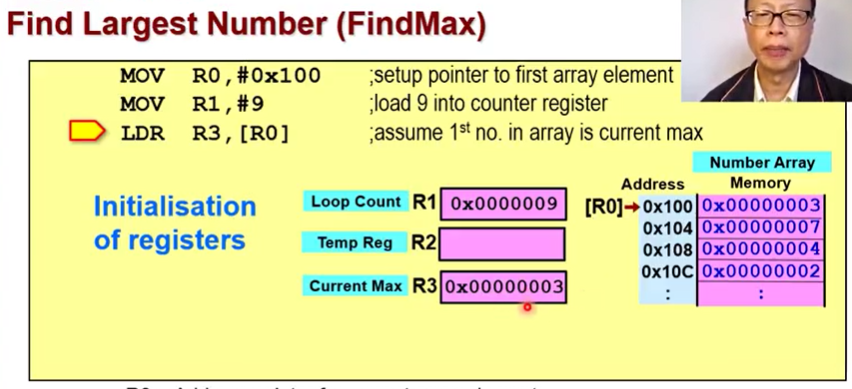 Find Largest Number (FindMax)
MOV R0,#0x100 ;setup pointer to first array element
MOV R1,#9 ;load 9 into counter register
LDR R3,[R0] ;assume 1st no. in array is current max
Number Array
Address Memory
Initialisation
of registers
Loop Count R1 0x0000009
Temp Reg R2
Current Max R3 0x00000003
[R0] 0x100 0x00000003
0x104 0x00000007
0x108 0x00000004
0x10C 0x00000002
: :